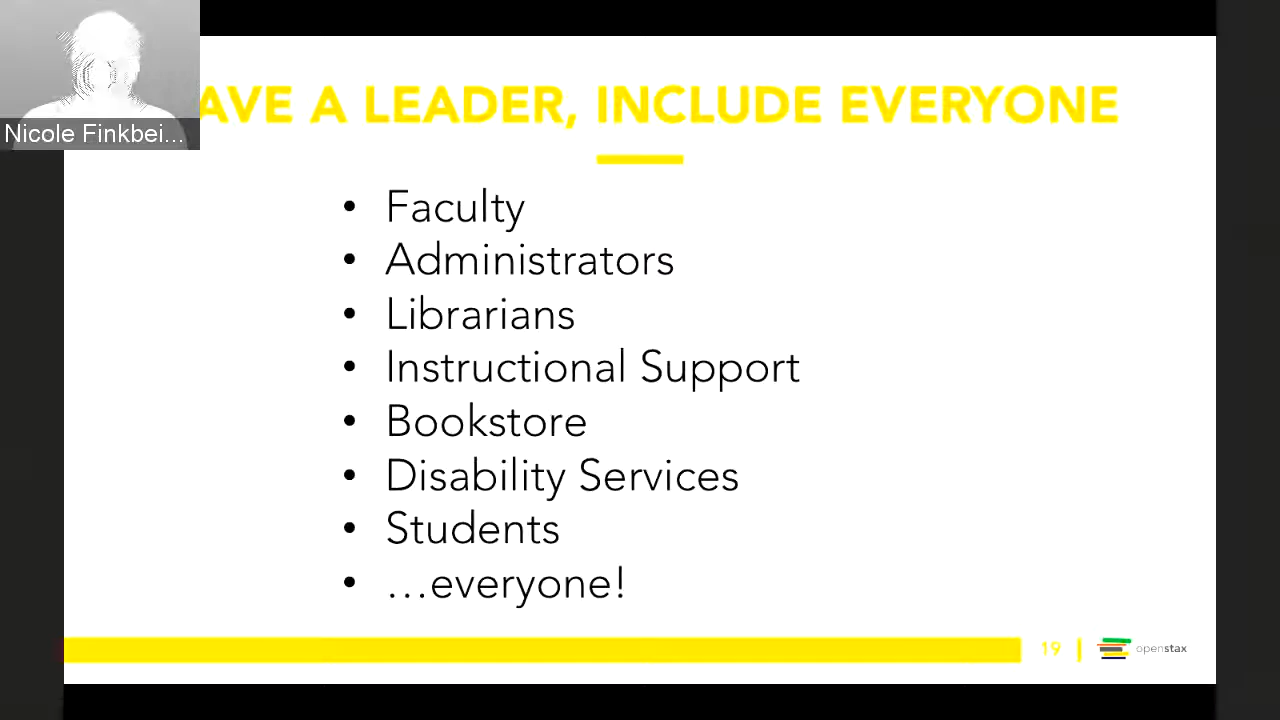 AVE A LEADER, INCLUDE EVERYONE
Nicole Finkbei...
• Faculty
• Administrators
• Librarians
• Instructional Support
• Bookstore
• Disability Services
• Students
• ...everyone!
19
openstax